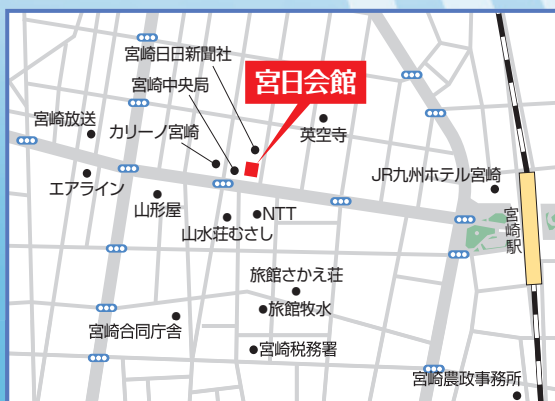 宮崎日日新聞社
宮崎中央局
宮日会館
宮崎放送
カリーノ宮崎
英空寺
エアライン
JR九州ホテル宮崎
山形屋
NTT
山水荘むさし
宮崎駅
旅館さかえ荘
旅館牧水
宮崎合同庁舎
宮崎税務署
宮崎農政事務所